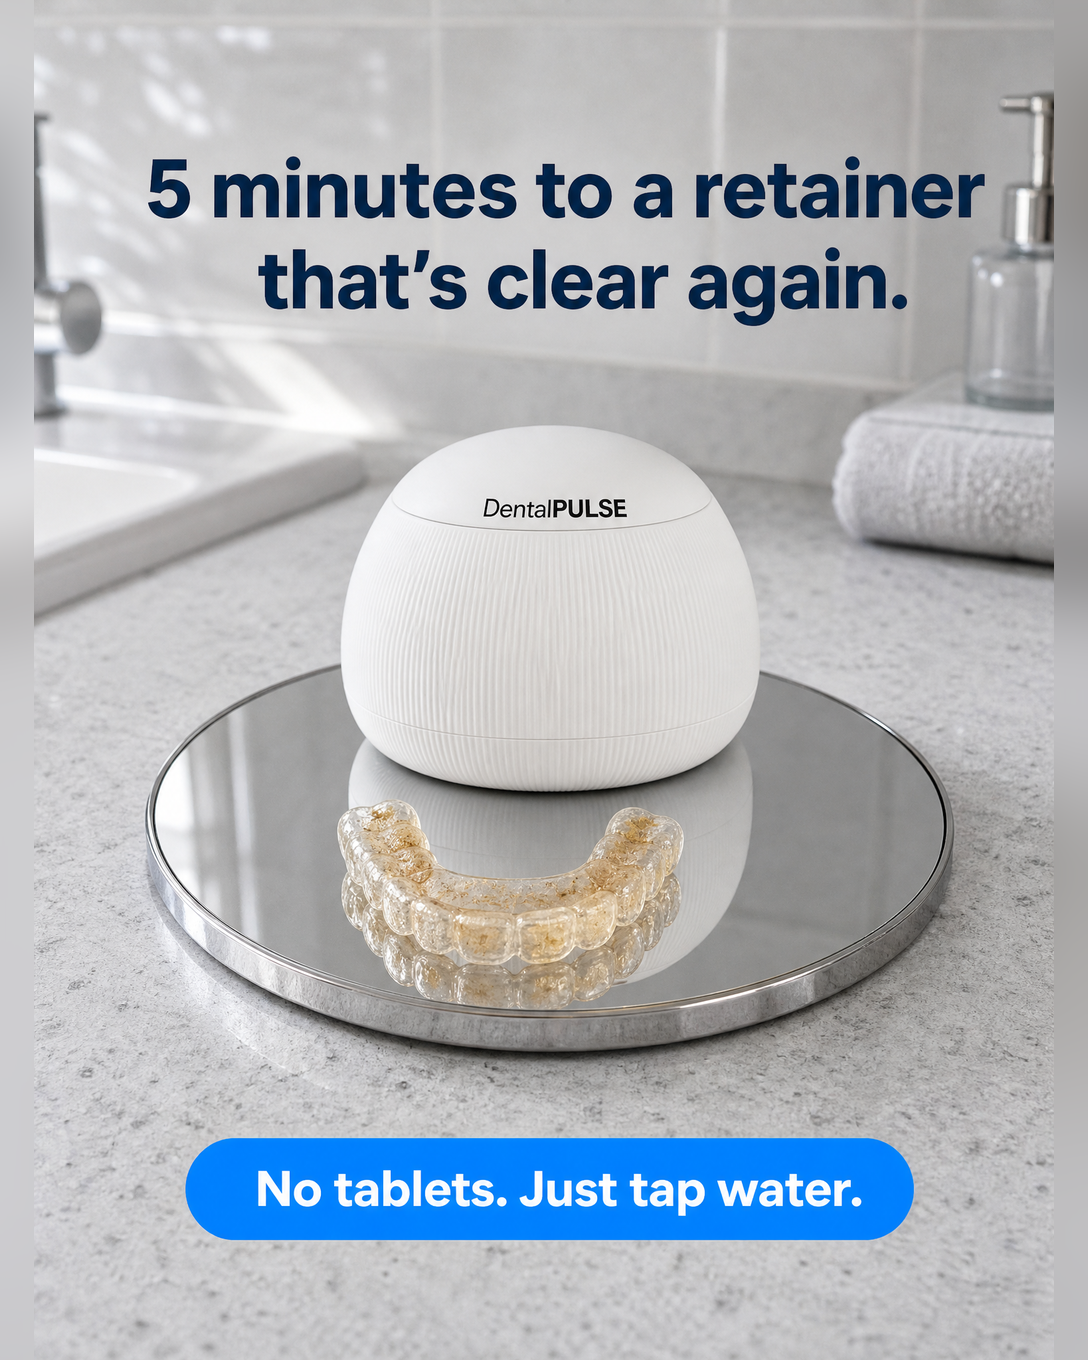 5 minutes to a retainer
that’s clear again.
DentalPULSE
No tablets. Just tap water.